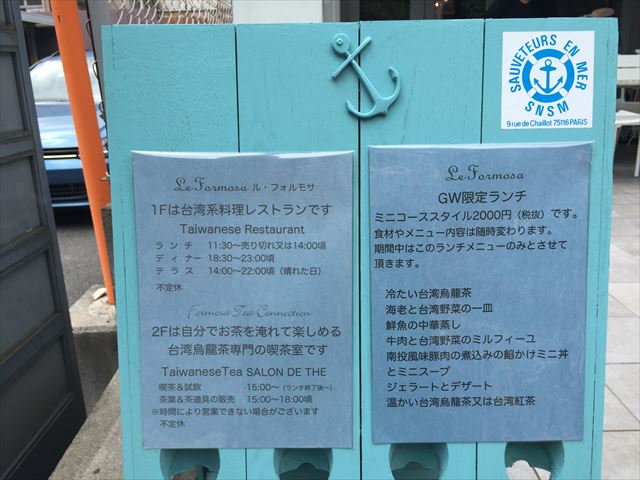 SAUVETEURS EN MER
SNSM
9 rue de Chaillot 75116 PARIS
Le Formosa ル・フォルモサ
1Fは台湾系料理レストランです
Taiwanese Restaurant
ランチ 11:30〜売り切れ又は14:00頃
ディナー 18:30〜23:00頃
テラス 14:00〜22:00頃（晴れた日）
不定休
Formosa Tea Connection
2Fは自分でお茶を淹れて楽しめる
台湾烏龍茶専門の喫茶室です
TaiwaneseTea SALON DE THE
喫茶＆試飲 15:00〜（ランチ終了後〜）
茶葉＆茶道具の販売 15:00〜18:00頃
※時間により営業できない場合がございます
不定休
Le Formosa
GW限定ランチ
ミニコーススタイル2000円（税抜）です。
食材やメニュー内容は随時変わります。
期間中はこのランチメニューのみとさせて
頂きます。
冷たい台湾烏龍茶
海老と台湾野菜の一皿
鮮魚の中華蒸し
牛肉と台湾野菜のミルフィーユ
南投風味豚肉の煮込みの餡かけミニ丼
とミニスープ
ジェラートとデザート
温かい台湾烏龍茶又は台湾紅茶